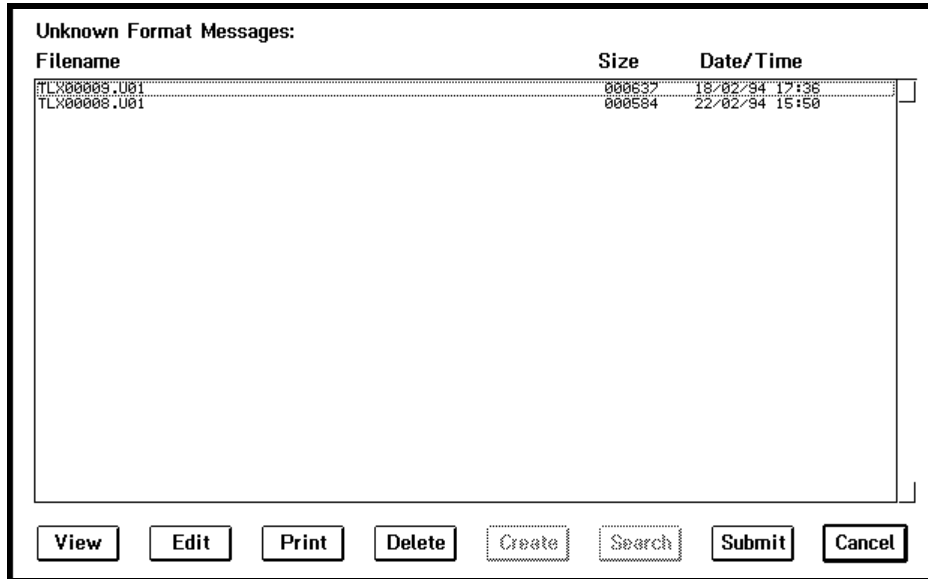 Unknown Format Messages:
Filename Size Date/Time
TLX00009.U01 000637 18/02/94 17:36
TLX00008.U01 000584 22/02/94 15:50
View Edit Print Delete Create Search Submit Cancel